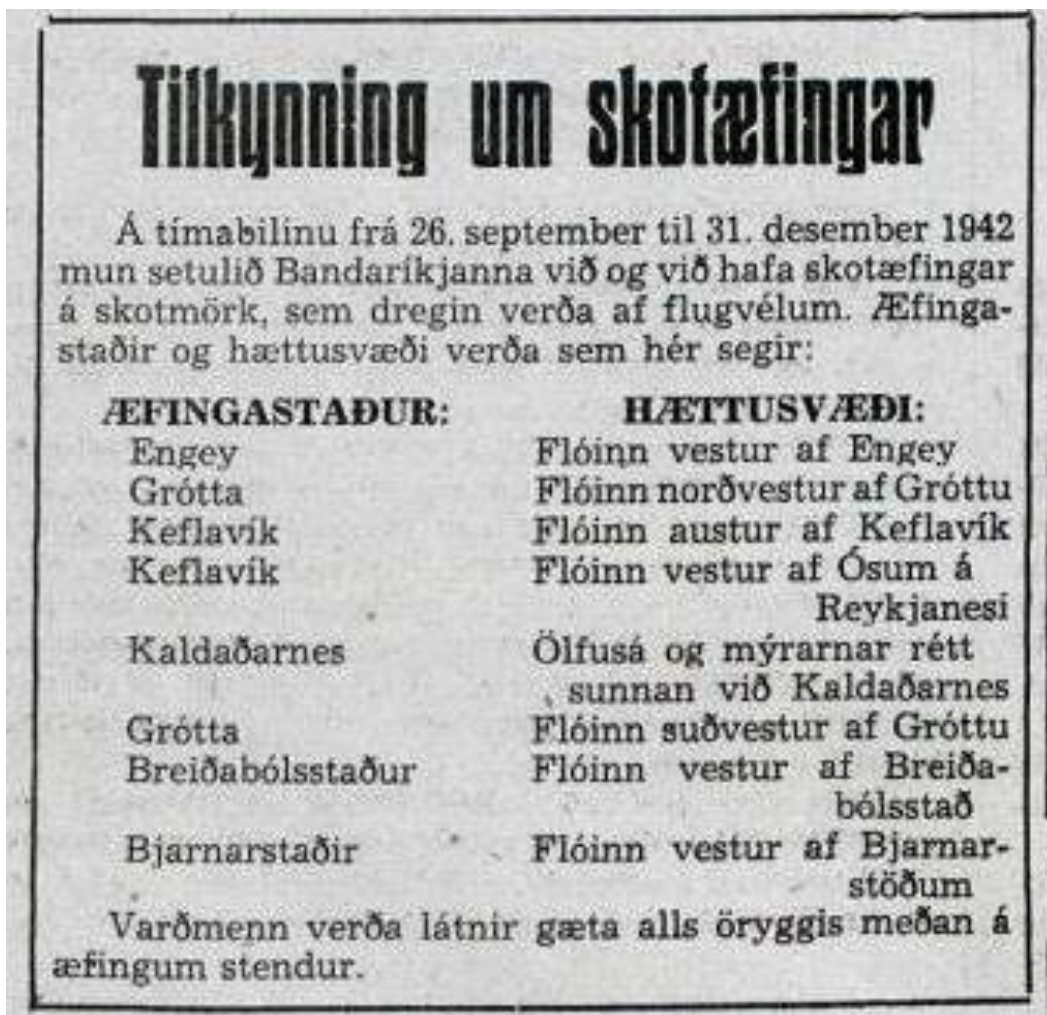 Tilkynning um skotæfingar
Á tímabilinu frá 26. september til 31. desember 1942
mun setulið Bandaríkjanna við og við hafa skotæfingar
á skotmörk, sem dregin verða af flugvélum. Æfinga-
staðir og hættusvæði verða sem hér segir:
ÆFINGASTAÐUR: HÆTTUSVÆÐI:
Engey Flóinn vestur af Engey
Grótta Flóinn norðvestur af Gróttu
Keflavík Flóinn austur af Keflavík
Keflavík Flóinn vestur af Ósum á
Reykjanesi
Kaldaðarnes Ölfusá og mýrarnar rétt
sunnan við Kaldaðarnes
Grótta Flóinn suðvestur af Gróttu
Breiðabólsstaður Flóinn vestur af Breiða-
bólsstað
Bjarnarstaðir Flóinn vestur af Bjarnar-
stöðum
Varðmenn verða látnir gæta alls öryggis meðan á
æfingum stendur.